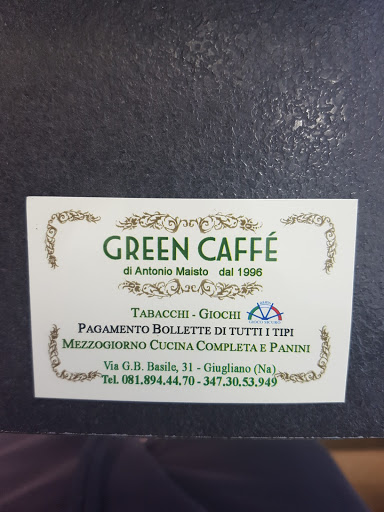 GREEN CAFFÉ
di Antonio Maisto dal 1996
TABACCHI - GIOCHI
PAGAMENTO BOLLETTE DI TUTTI I TIPI
MEZZOGIORNO CUCINA COMPLETA E PANINI
Via G.B. Basile, 31 - Giugliano (Na)
Tel. 081.894.44.70 - 347.30.53.949